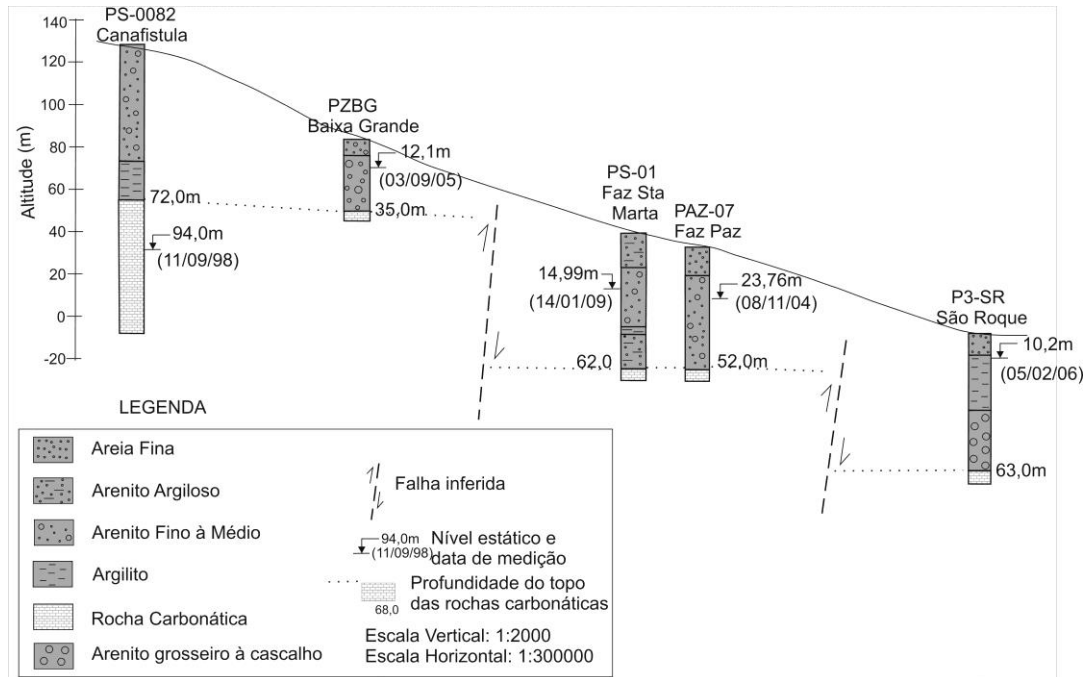 140
120
100
80
60
40
20
0
-20
Altitude (m)
PS-0082
Canafistula
72,0m
94,0m
(11/09/98)
PZBG
Baixa Grande
12,1m
(03/09/05)
35,0m
PS-01
Faz Sta
Marta
14,99m
(14/01/09)
62,0
PAZ-07
Faz Paz
23,76m
(08/11/04)
52,0m
P3-SR
São Roque
10,2m
(05/02/06)
63,0m
LEGENDA
Areia Fina
Arenito Argiloso
Arenito Fino à Médio
Argilito
Rocha Carbonática
Arenito grosseiro à cascalho
Falha inferida
94,0m
(11/09/98)
Nível estático e
data de medição
68,0
Profundidade do topo
das rochas carbonáticas
Escala Vertical: 1:2000
Escala Horizontal: 1:300000